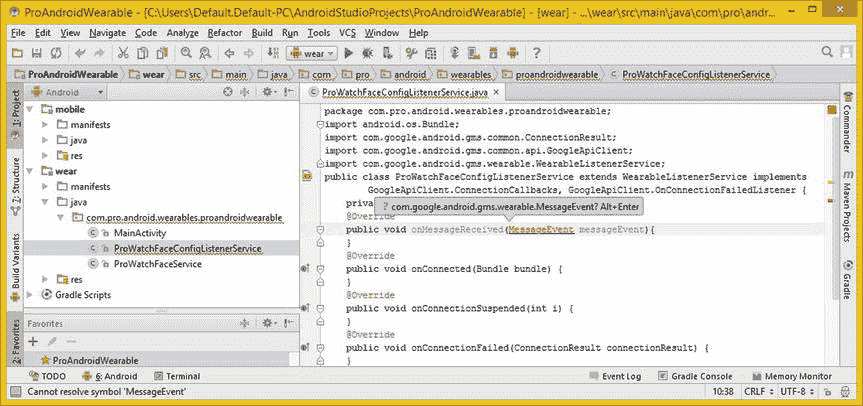 ProAndroidWearable - [C:\Users\Default.Default-PC\AndroidStudioProjects\ProAndroidWearable] - [wear] - ...\wear\src\main\java\com\pro\andr...
File Edit View Navigate Code Analyze Refactor Build Run Tools VCS Window Help
wear
ProAndroidWearable wear src main java com pro android wearables proandroidwearable ProWatchFaceConfigListenerService
1: Project
Z: Structure
Build Variants
2: Favorites
Android
mobile
manifests
java
res
wear
manifests
java
com.pro.android.wearables.proandroidwearable
MainActivity
ProWatchFaceConfigListenerService
ProWatchFaceService
res
Gradle Scripts
Favorites
ProAndroidWearable
ProWatchFaceConfigListenerService.java
package com.pro.android.wearables.proandroidwearable;
import android.os.Bundle;
import com.google.android.gms.common.ConnectionResult;
import com.google.android.gms.common.api.GoogleApiClient;
import com.google.android.gms.wearable.WearableListenerService;
public class ProWatchFaceConfigListenerService extends WearableListenerService implements
GoogleApiClient.ConnectionCallbacks, GoogleApiClient.OnConnectionFailedListener {
priva
? com.google.android.gms.wearable.MessageEvent? Alt+Enter
@Override
public void onMessageReceived(MessageEvent messageEvent){
}
@Override
public void onConnected(Bundle bundle) {
}
@Override
public void onConnectionSuspended(int i) {
}
@Override
public void onConnectionFailed(ConnectionResult connectionResult) {
}
Commander
Maven Projects
Gradle
TODO 6: Android Terminal Event Log Gradle Console Memory Monitor
Cannot resolve symbol 'MessageEvent' 10:38 CRLF UTF-8